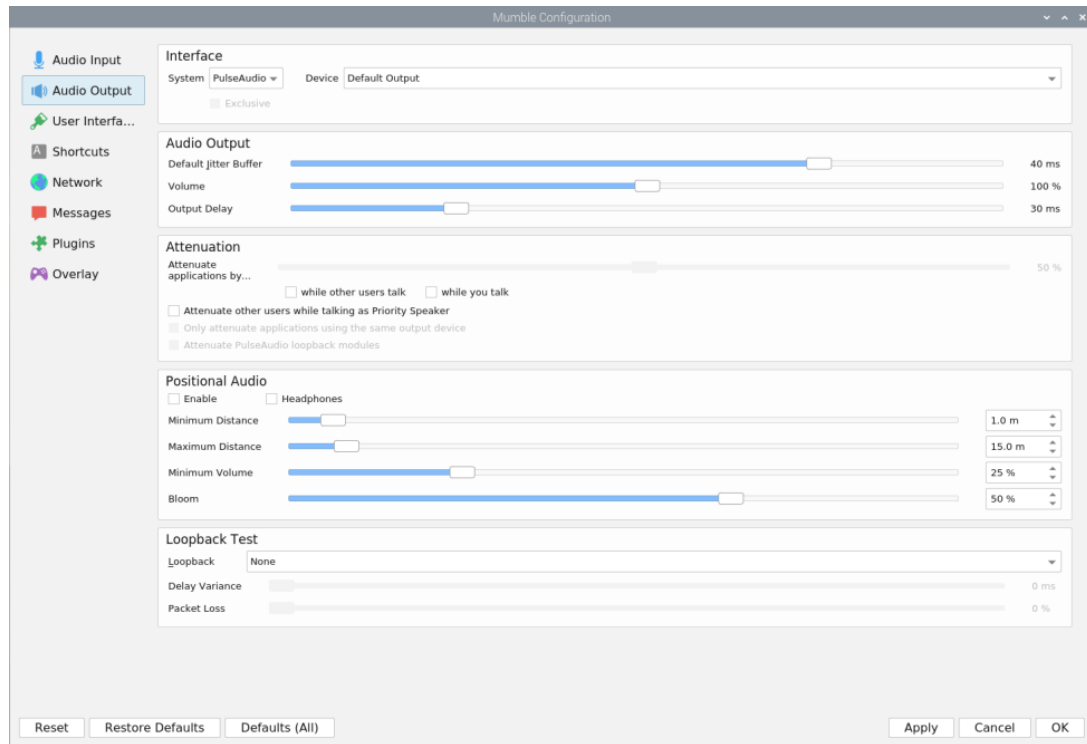 Mumble Configuration
Audio Input
Audio Output
User Interfa...
Shortcuts
Network
Messages
Plugins
Overlay
Interface
System PulseAudio Device Default Output
Exclusive
Audio Output
Default Jitter Buffer 40 ms
Volume 100 %
Output Delay 30 ms
Attenuation
Attenuate
applications by... 50 %
while other users talk while you talk
Attenuate other users while talking as Priority Speaker
Only attenuate applications using the same output device
Attenuate PulseAudio loopback modules
Positional Audio
Enable Headphones
Minimum Distance 1.0 m
Maximum Distance 15.0 m
Minimum Volume 25 %
Bloom 50 %
Loopback Test
Loopback None
Delay Variance 0 ms
Packet Loss 0 %
Reset Restore Defaults Defaults (All) Apply Cancel OK